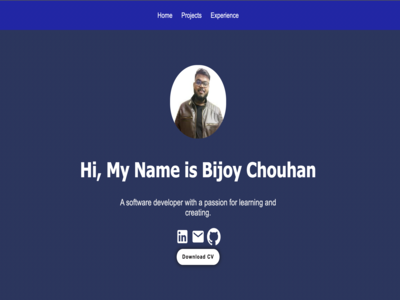 Home Projects Experience
Hi, My Name is Bijoy Chouhan
A software developer with a passion for learning and
creating.
in
Download CV